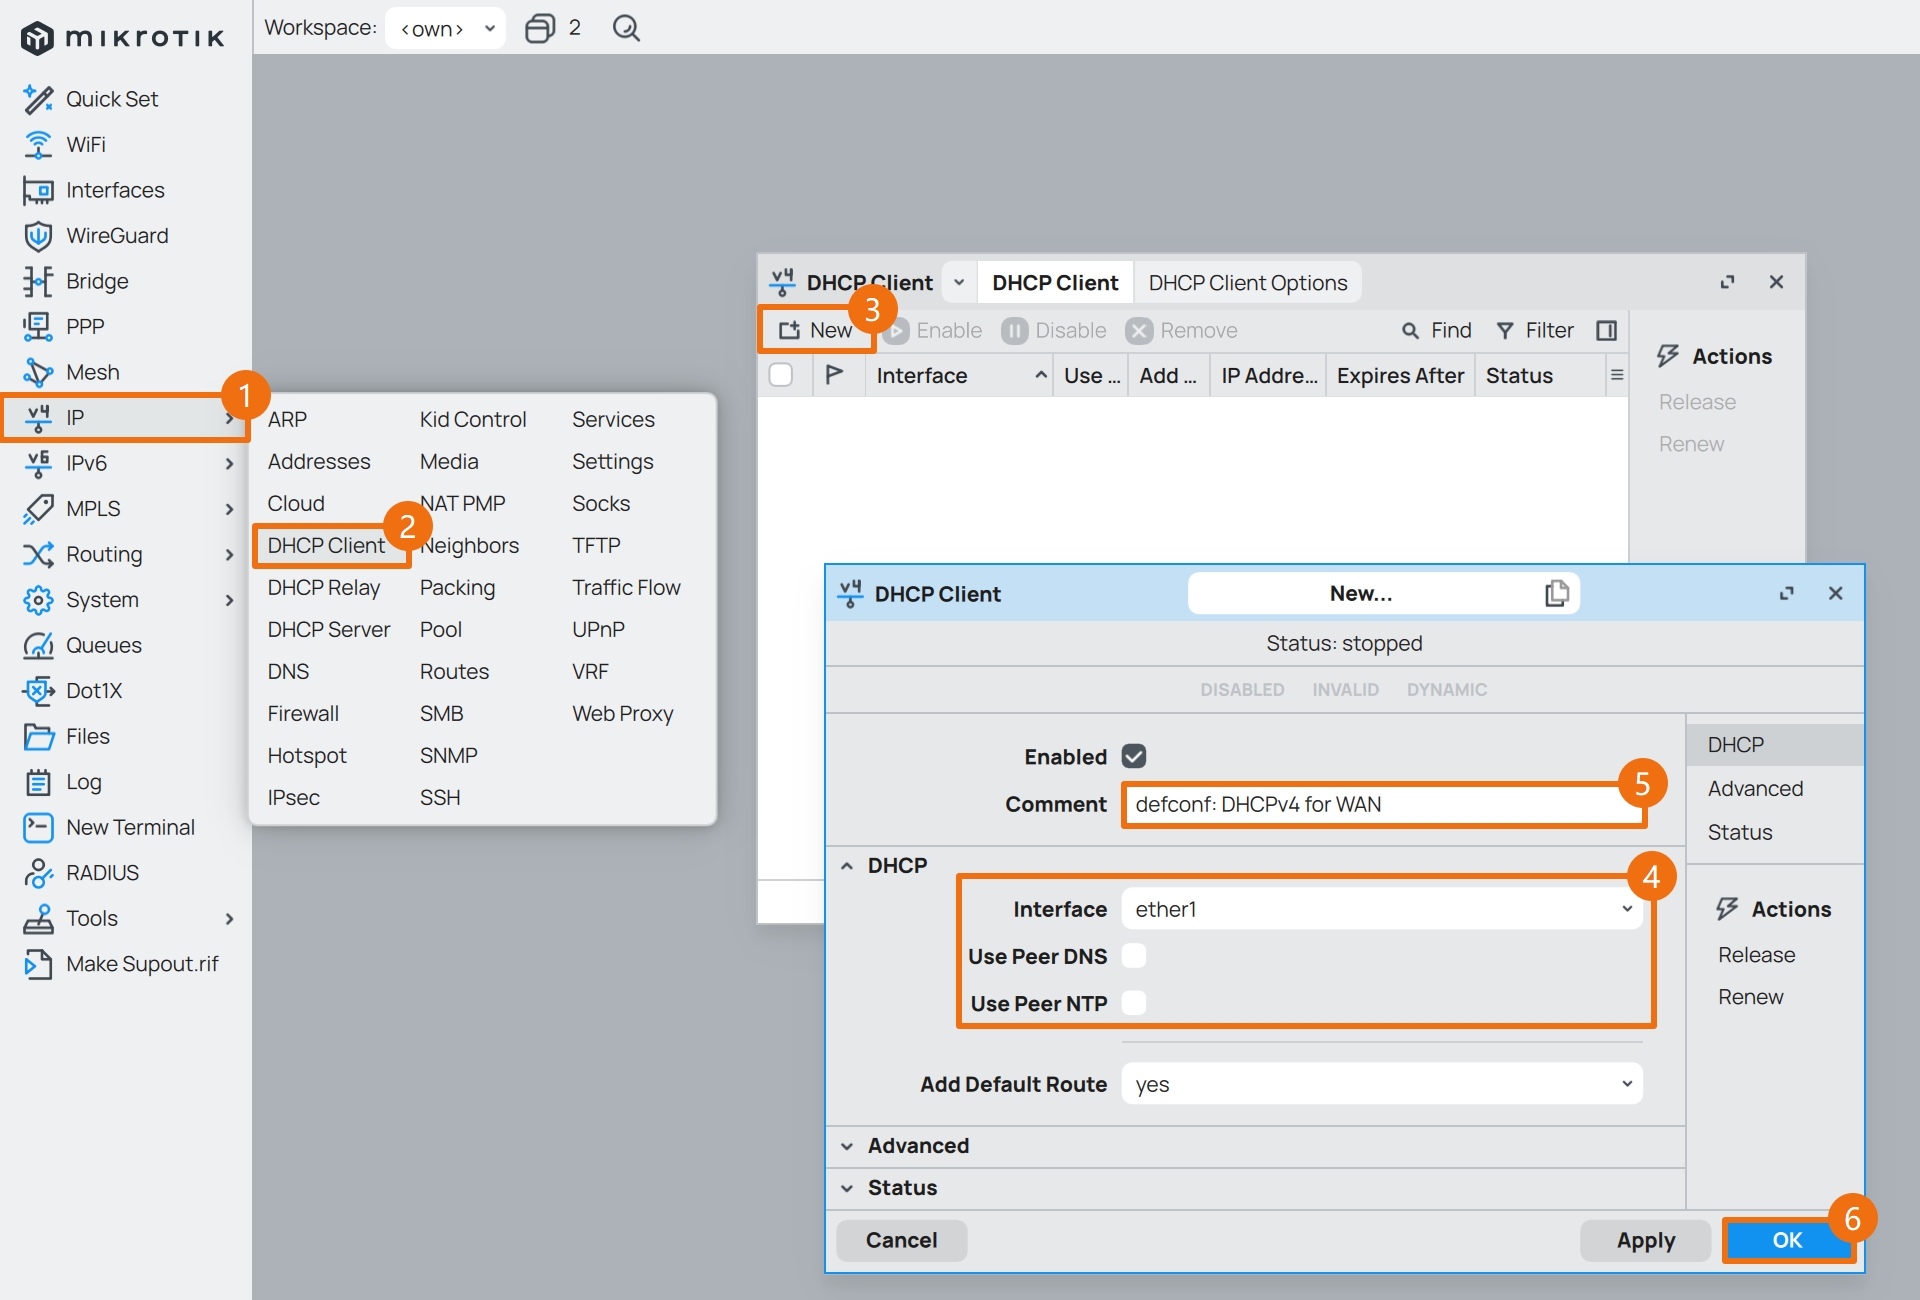 mikrotik
Workspace: <own> 2
Quick Set
WiFi
Interfaces
WireGuard
Bridge
PPP
Mesh
IP
1
IPv6
MPLS
Routing
System
Queues
Dot1X
Files
Log
New Terminal
RADIUS
Tools
Make Supout.rif
ARP Kid Control Services
Addresses Media Settings
Cloud NAT PMP Socks
DHCP Client 2 Neighbors TFTP
DHCP Relay Packing Traffic Flow
DHCP Server Pool UPnP
DNS Routes VRF
Firewall SMB Web Proxy
Hotspot SNMP
IPsec SSH
DHCP Client DHCP Client DHCP Client Options
New 3 Enable Disable Remove Find Filter
Interface Use ... Add ... IP Addre... Expires After Status
Actions
Release
Renew
DHCP Client New...
Status: stopped
DISABLED INVALID DYNAMIC
Enabled
Comment defconf: DHCPv4 for WAN 5
DHCP
Interface ether1 4
Use Peer DNS
Use Peer NTP
Add Default Route yes
Advanced
Status
DHCP
Advanced
Status
Actions
Release
Renew
Cancel Apply OK 6